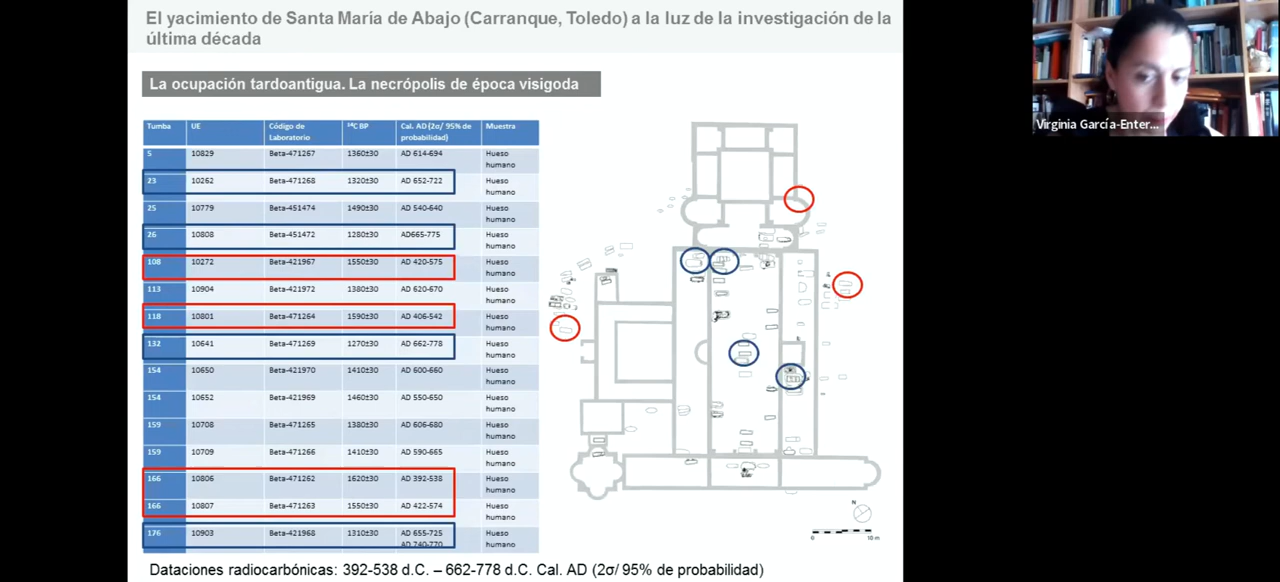 El yacimiento de Santa María de Abajo (Carranque, Toledo) a la luz de la investigación de la
última década
La ocupación tardoantigua. La necrópolis de época visigoda
Tumba UE Código de Laboratorio ¹⁴C BP Cal. AD (2σ/ 95% de probabilidad) Muestra
5 10829 Beta-471267 1360±30 AD 614-694 Hueso humano
23 10262 Beta-471268 1320±30 AD 652-722 Hueso humano
25 10779 Beta-451474 1490±30 AD 540-640 Hueso humano
26 10808 Beta-451472 1280±30 AD665-775 Hueso humano
108 10272 Beta-421967 1550±30 AD 420-575 Hueso humano
113 10904 Beta-421972 1380±30 AD 620-670 Hueso humano
118 10801 Beta-471264 1590±30 AD 406-542 Hueso humano
132 10641 Beta-471269 1270±30 AD 662-778 Hueso humano
154 10650 Beta-421970 1410±30 AD 600-660 Hueso humano
154 10652 Beta-421969 1460±30 AD 550-650 Hueso humano
159 10708 Beta-471265 1380±30 AD 606-680 Hueso humano
159 10709 Beta-471266 1410±30 AD 590-665 Hueso humano
166 10806 Beta-471262 1620±30 AD 392-538 Hueso humano
166 10807 Beta-471263 1550±30 AD 422-574 Hueso humano
176 10903 Beta-421968 1310±30 AD 655-725 AD 740-770 Hueso humano
N
0 10 m
Dataciones radiocarbónicas: 392-538 d.C. – 662-778 d.C. Cal. AD (2σ/ 95% de probabilidad)
Virginia García-Enter...